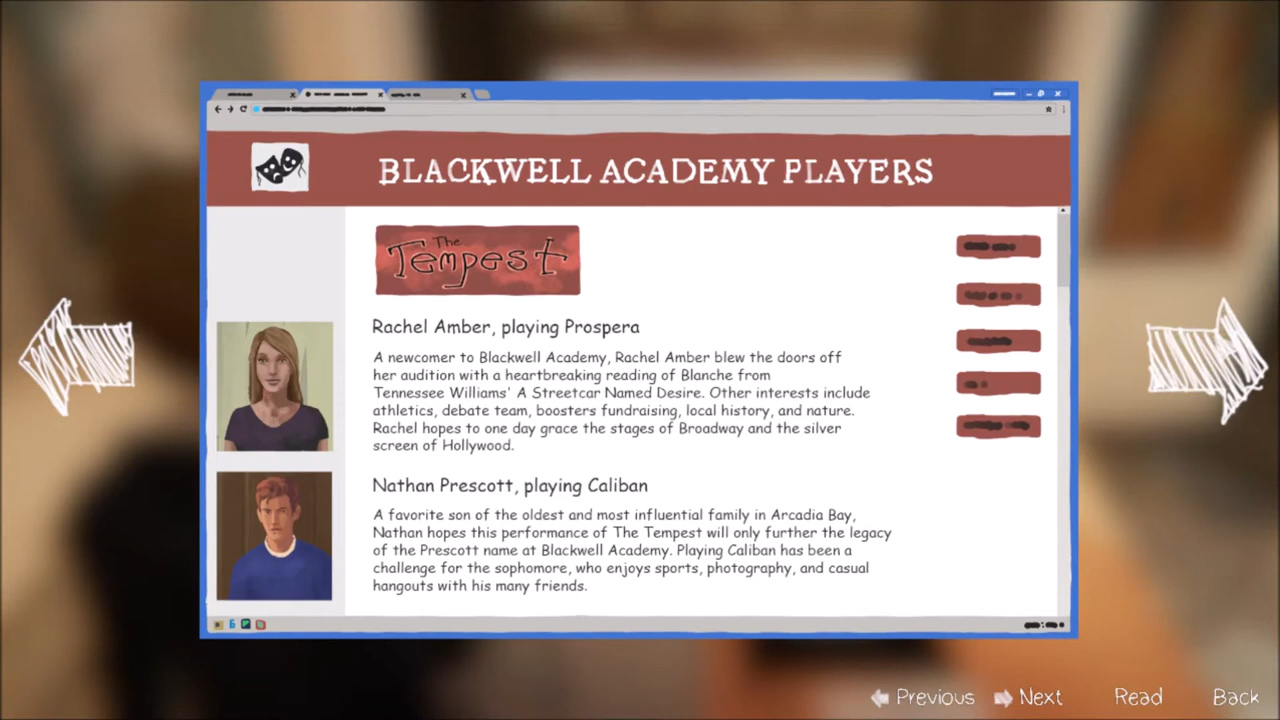 BLACKWELL ACADEMY PLAYERS
The
Tempest
Rachel Amber, playing Prospera
A newcomer to Blackwell Academy, Rachel Amber blew the doors off
her audition with a heartbreaking reading of Blanche from
Tennessee Williams' A Streetcar Named Desire. Other interests include
athletics, debate team, boosters fundraising, local history, and nature.
Rachel hopes to one day grace the stages of Broadway and the silver
screen of Hollywood.
Nathan Prescott, playing Caliban
A favorite son of the oldest and most influential family in Arcadia Bay,
Nathan hopes this performance of The Tempest will only further the legacy
of the Prescott name at Blackwell Academy. Playing Caliban has been a
challenge for the sophomore, who enjoys sports, photography, and casual
hangouts with his many friends.
Previous Next Read Back